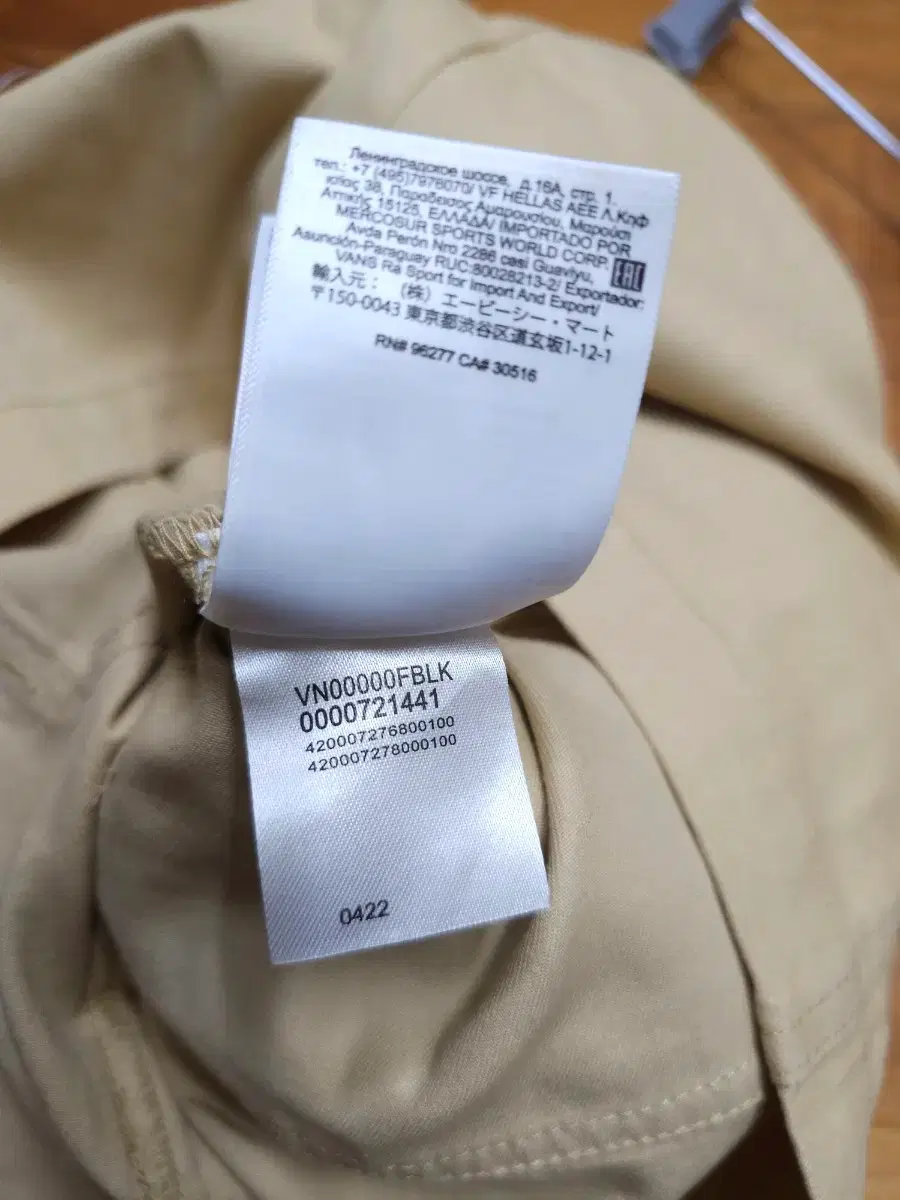 Ленинградское шоссе, д.16А, стр. 1.
тел.: +7 (495)7976070/ VF HELLAS AEE Λ.Κηφ
ισίας 38, Παράδεισος Αμαρουσίου, Μαρούσι
Αττικής 15125, ΕΛΛΑΔΑ/ IMPORTADO POR
MERCOSUR SPORTS WORLD CORP.
Avda Perón Nro 2286 casi Guaviyu,
Asunción-Paraguay RUC:80028213-2/ Exportador:
VANS Ra Sport for Import And Export/
EAC
輸入元： （株）エービーシー・マート
〒150-0043 東京都渋谷区道玄坂1-12-1
RN# 96277 CA# 30516
VN00000FBLK
0000721441
420007276800100
420007278000100
0422